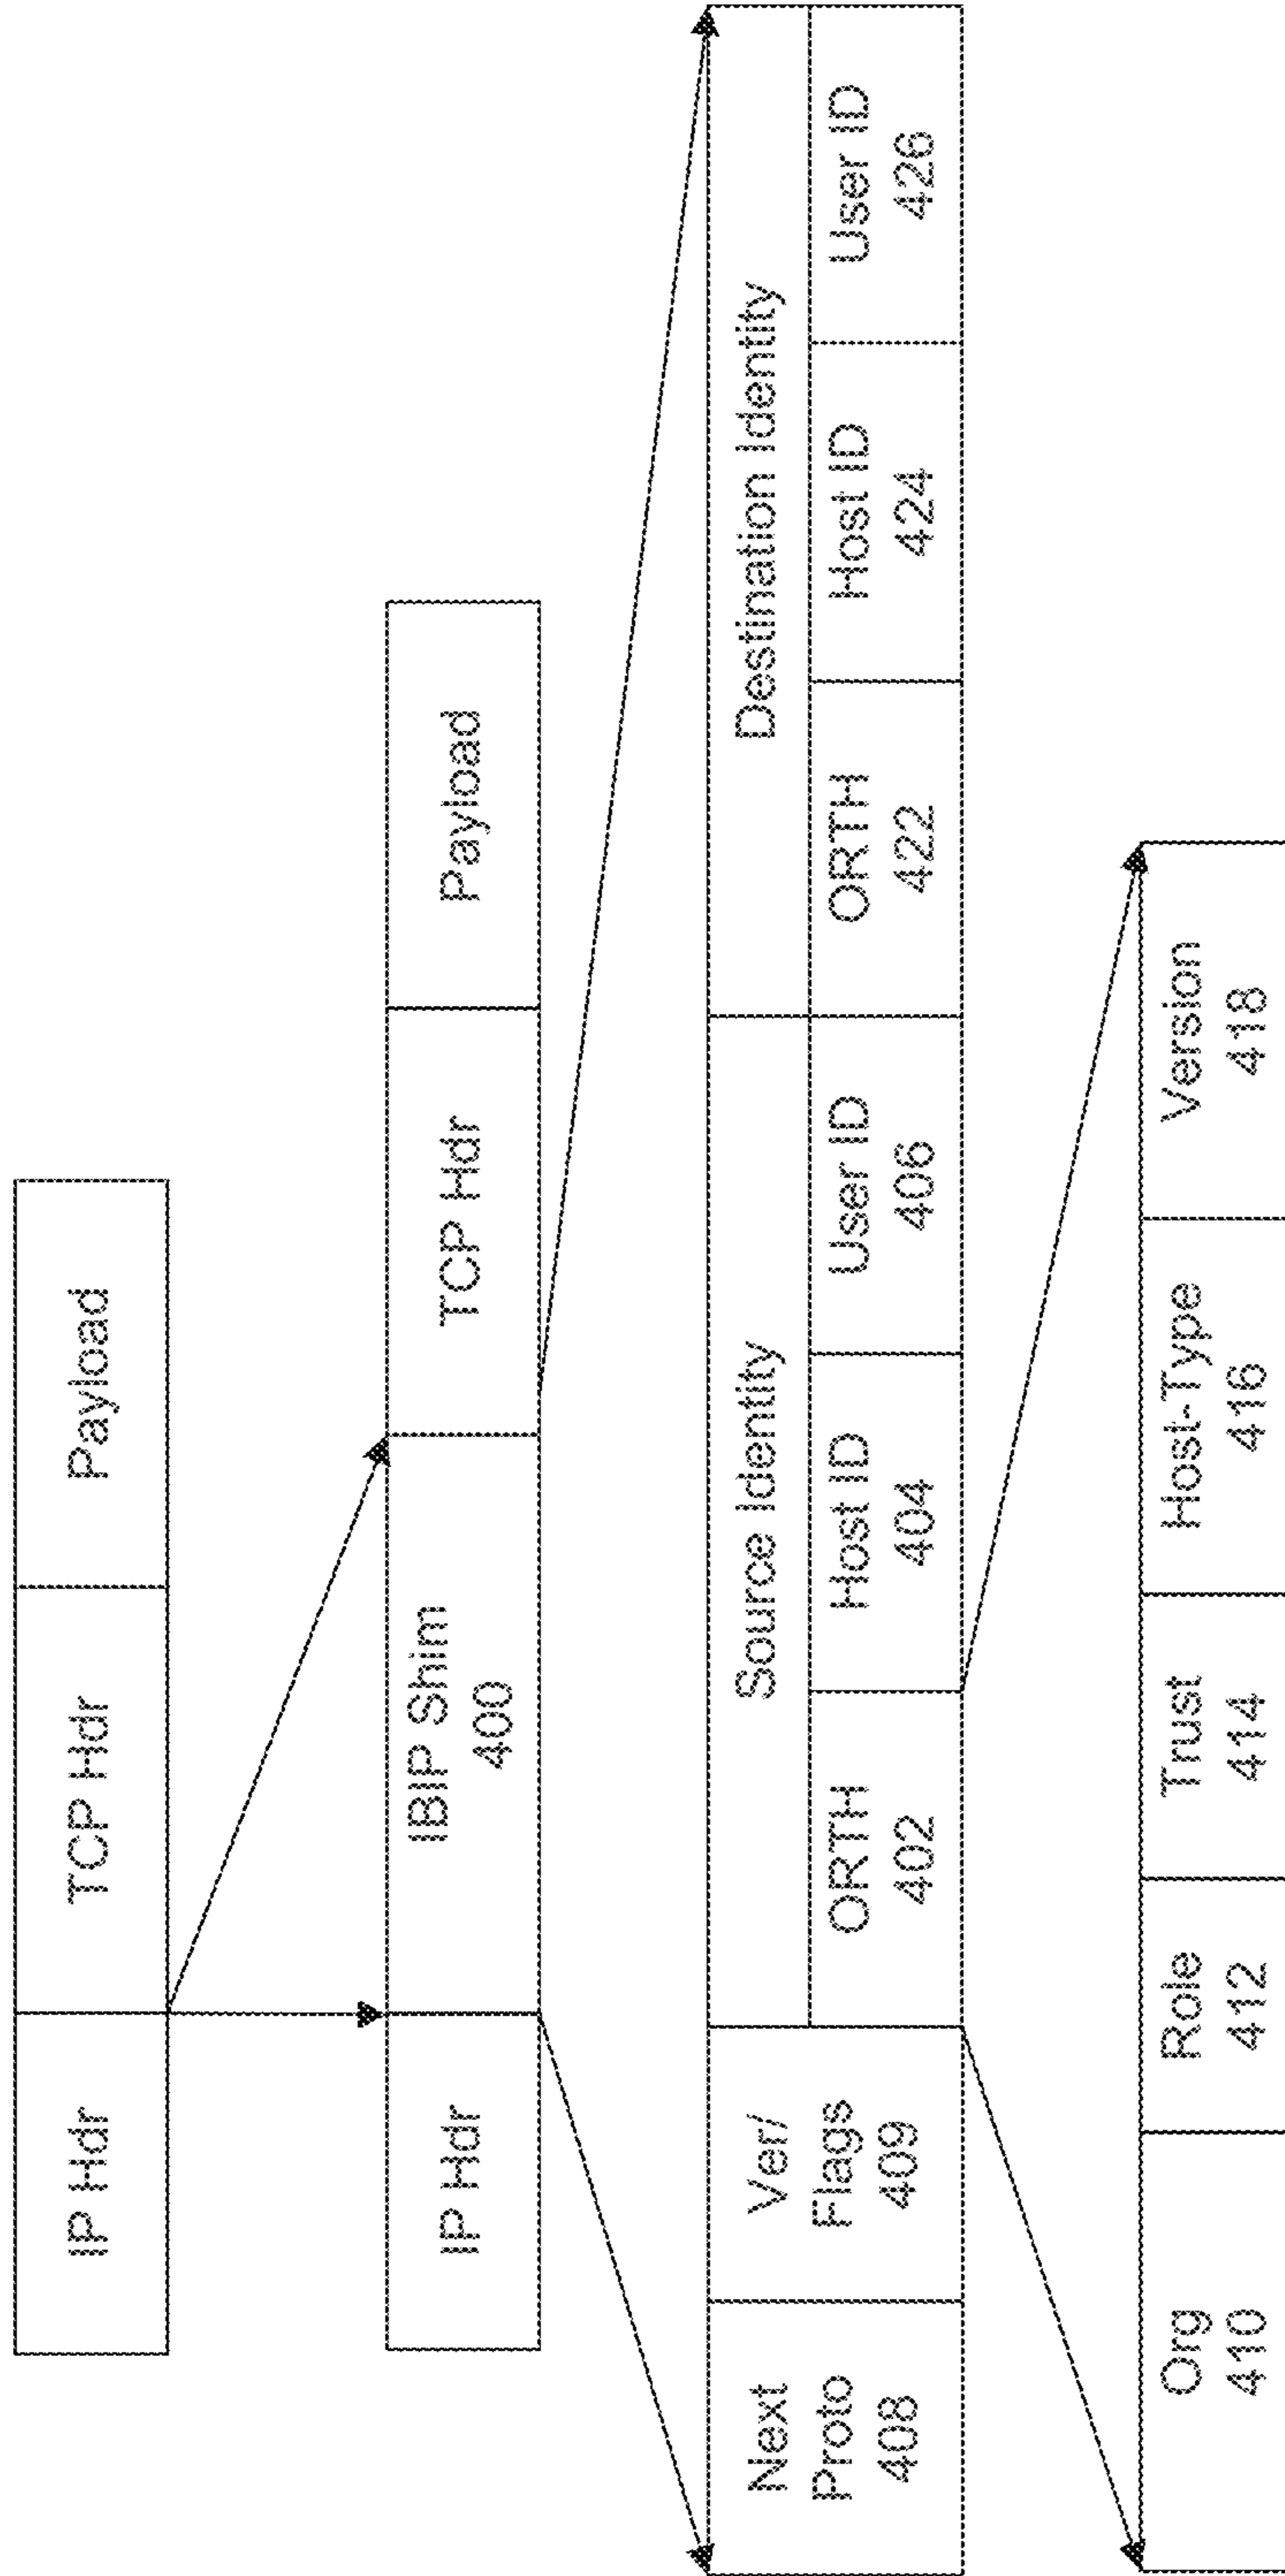 IP Hdr
TCP Hdr
Payload
IP Hdr
IBIP Shim
400
TCP Hdr
Payload
Next
Proto
408
Ver/
Flags
409
Source Identity
ORTH
402
Host ID
404
User ID
406
Destination Identity
ORTH
422
Host ID
424
User ID
426
Org
410
Role
412
Trust
414
Host-Type
416
Version
418